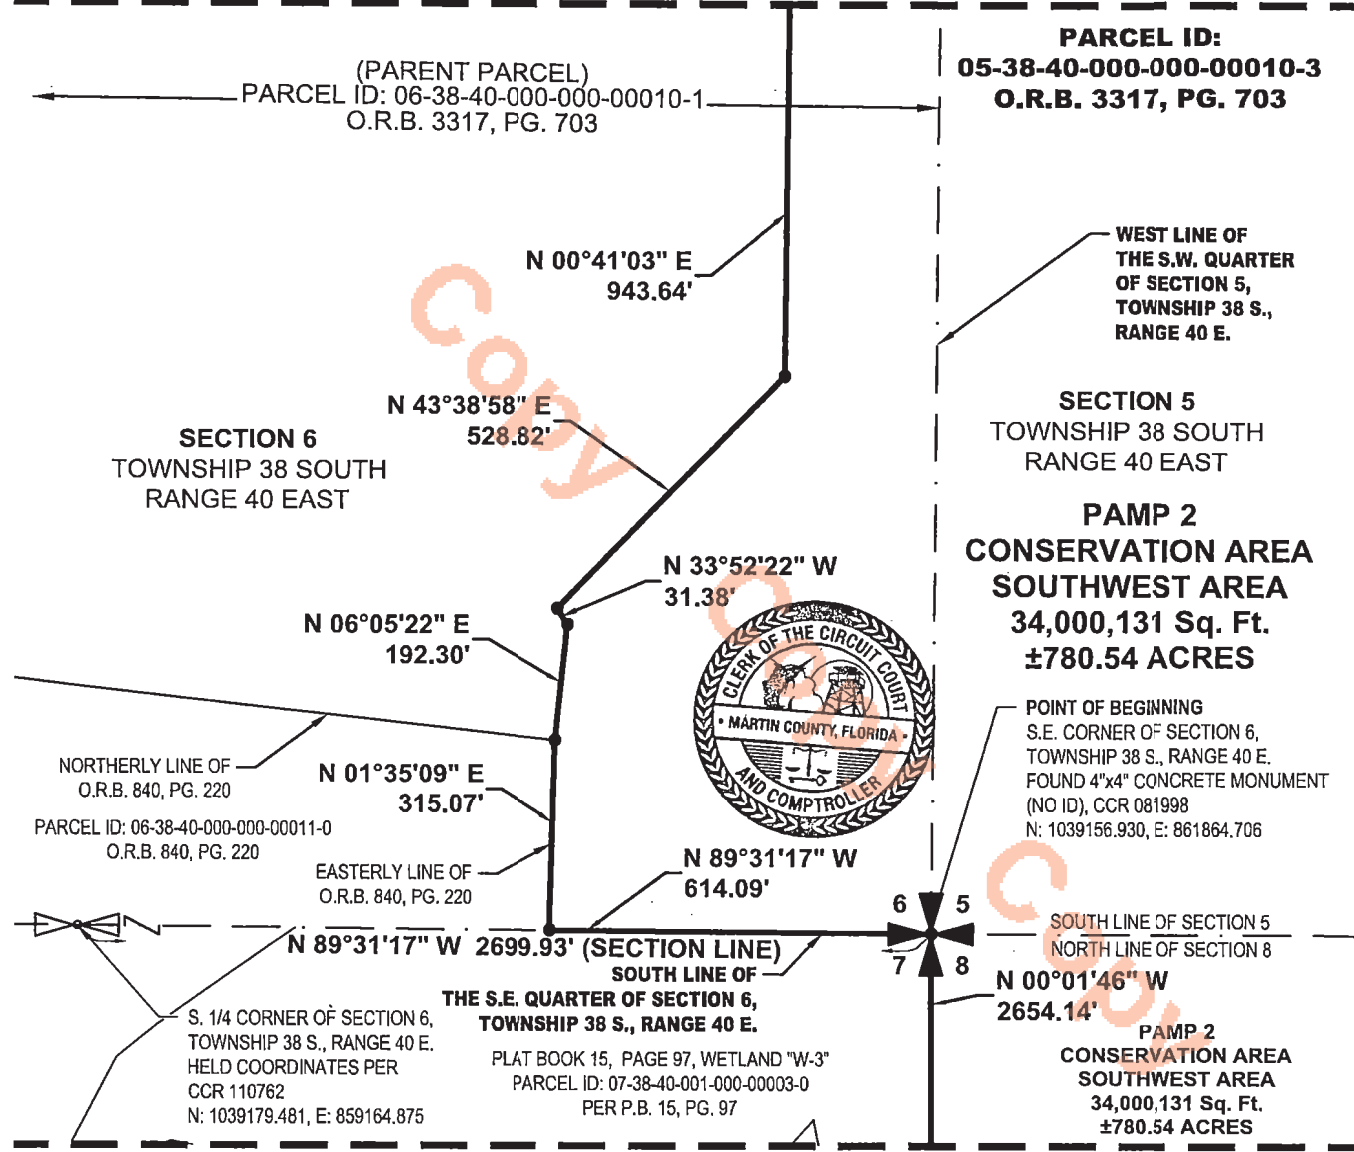 PARCEL ID:
05-38-40-000-000-00010-3
O.R.B. 3317, PG. 703
(PARENT PARCEL)
PARCEL ID: 06-38-40-000-000-00010-1
O.R.B. 3317, PG. 703
WEST LINE OF
THE S.W. QUARTER
OF SECTION 5,
TOWNSHIP 38 S.,
RANGE 40 E.
N 00°41'03" E
943.64'
Copy
N 43°38'58" E
528.82'
SECTION 6
TOWNSHIP 38 SOUTH
RANGE 40 EAST
SECTION 5
TOWNSHIP 38 SOUTH
RANGE 40 EAST
PAMP 2
CONSERVATION AREA
SOUTHWEST AREA
34,000,131 Sq. Ft.
±780.54 ACRES
N 33°52'22" W
31.38'
N 06°05'22" E
192.30'
Copy
CLERK OF THE CIRCUIT COURT
• MARTIN COUNTY, FLORIDA •
AND COMPTROLLER
POINT OF BEGINNING
S.E. CORNER OF SECTION 6,
TOWNSHIP 38 S., RANGE 40 E.
FOUND 4"x4" CONCRETE MONUMENT
(NO ID), CCR 081998
N: 1039156.930, E: 861864.706
NORTHERLY LINE OF
O.R.B. 840, PG. 220
N 01°35'09" E
315.07'
PARCEL ID: 06-38-40-000-000-00011-0
O.R.B. 840, PG. 220
EASTERLY LINE OF
O.R.B. 840, PG. 220
N 89°31'17" W
614.09'
Copy
6 5
7 8
SOUTH LINE OF SECTION 5
NORTH LINE OF SECTION 8
N 89°31'17" W 2699.93' (SECTION LINE)
SOUTH LINE OF
THE S.E. QUARTER OF SECTION 6,
TOWNSHIP 38 S., RANGE 40 E.
N 00°01'46" W
2654.14'
S. 1/4 CORNER OF SECTION 6,
TOWNSHIP 38 S., RANGE 40 E.
HELD COORDINATES PER
CCR 110762
N: 1039179.481, E: 859164.875
PLAT BOOK 15, PAGE 97, WETLAND "W-3"
PARCEL ID: 07-38-40-001-000-00003-0
PER P.B. 15, PG. 97
PAMP 2
CONSERVATION AREA
SOUTHWEST AREA
34,000,131 Sq. Ft.
±780.54 ACRES